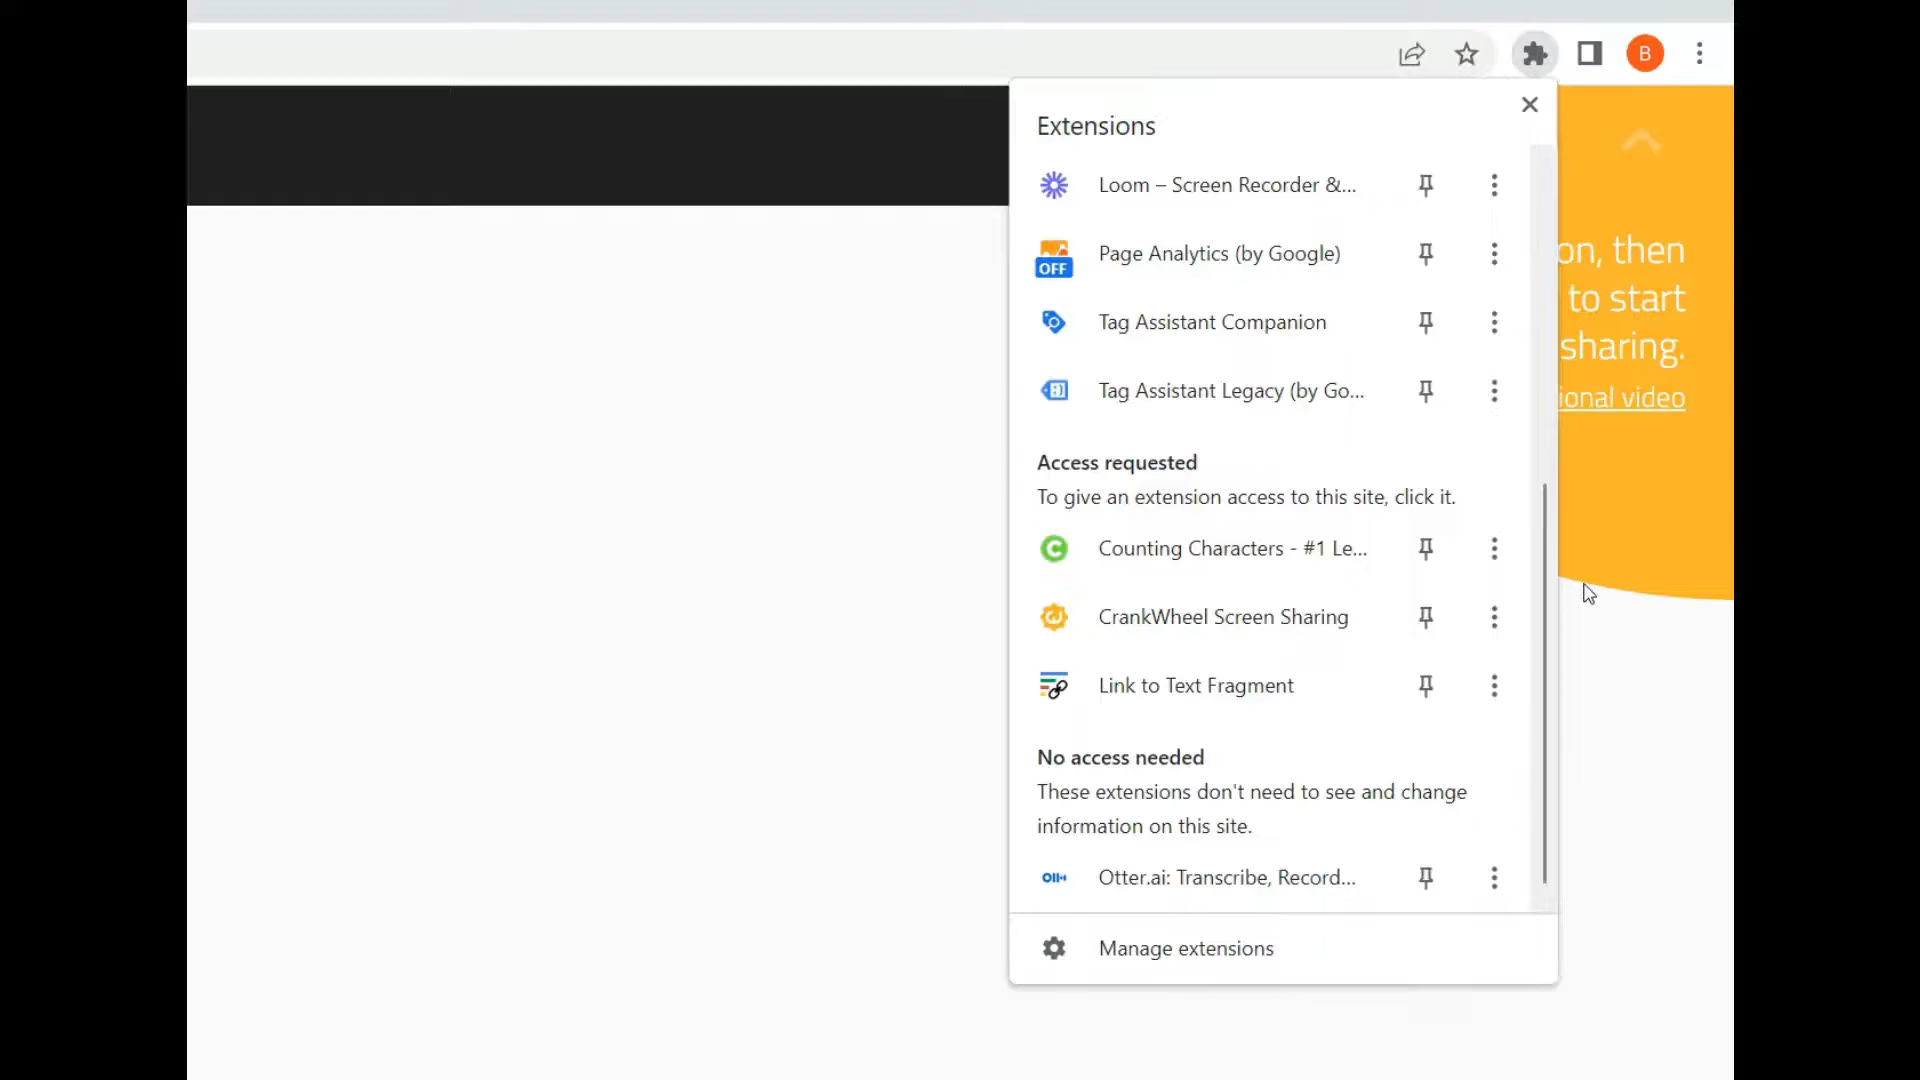 B
Extensions
Loom – Screen Recorder &...
Page Analytics (by Google)
OFF
Tag Assistant Companion
Tag Assistant Legacy (by Go...
Access requested
To give an extension access to this site, click it.
Counting Characters - #1 Le...
CrankWheel Screen Sharing
Link to Text Fragment
No access needed
These extensions don't need to see and change
information on this site.
Otter.ai: Transcribe, Record...
Manage extensions
on, then
to start
sharing.
ional video